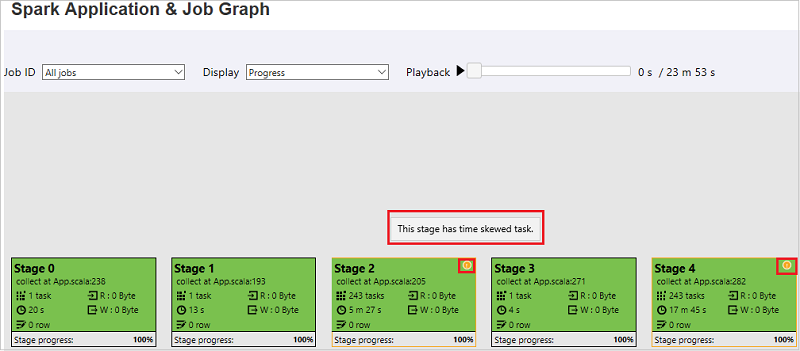 Spark Application & Job Graph
Job ID All jobs Display Progress Playback 0 s / 23 m 53 s
This stage has time skewed task.
Stage 0
collect at App.scala:238
1 task R : 0 Byte
20 s W : 0 Byte
0 row
Stage progress: 100%
Stage 1
collect at App.scala:193
1 task R : 0 Byte
13 s W : 0 Byte
0 row
Stage progress: 100%
Stage 2
collect at App.scala:205
243 tasks R : 0 Byte
5 m 27 s W : 0 Byte
0 row
Stage progress: 100%
Stage 3
collect at App.scala:271
1 task R : 0 Byte
4 s W : 0 Byte
0 row
Stage progress: 100%
Stage 4
collect at App.scala:282
243 tasks R : 0 Byte
17 m 45 s W : 0 Byte
0 row
Stage progress: 100%